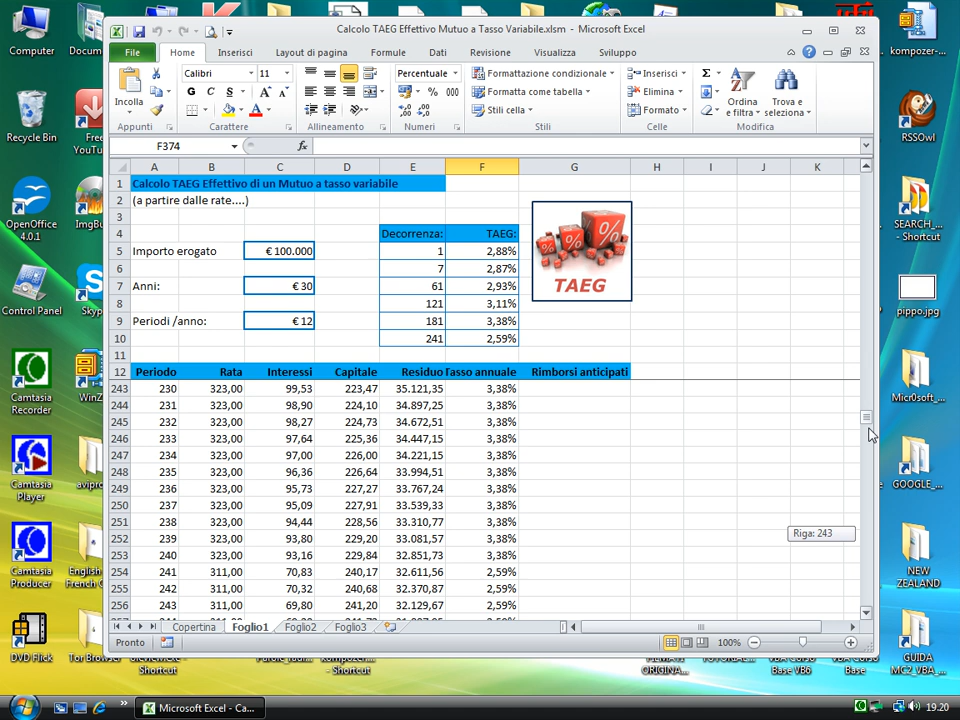 Calcolo TAEG Effettivo Mutuo a Tasso Variabile.xlsm - Microsoft Excel
File Home Inserisci Layout di pagina Formule Dati Revisione Visualizza Sviluppo
Incolla
Calibri 11
G C S
Percentuale
% 000
Formattazione condizionale
Formatta come tabella
Stili cella
Inserisci
Elimina
Formato
Ordina e filtra
Trova e seleziona
Appunti Carattere Allineamento Numeri Stili Celle Modifica
F374 fx
A B C D E F G H I J K
1 Calcolo TAEG Effettivo di un Mutuo a tasso variabile
2 (a partire dalle rate....)
3
4 Decorrenza: TAEG:
5 Importo erogato € 100.000 1 2,88%
6 7 2,87%
7 Anni: € 30 61 2,93%
8 121 3,11%
9 Periodi /anno: € 12 181 3,38%
10 241 2,59%
TAEG
11
12 Periodo Rata Interessi Capitale Residuo Tasso annuale Rimborsi anticipati
243 230 323,00 99,53 223,47 35.121,35 3,38%
244 231 323,00 98,90 224,10 34.897,25 3,38%
245 232 323,00 98,27 224,73 34.672,51 3,38%
246 233 323,00 97,64 225,36 34.447,15 3,38%
247 234 323,00 97,00 226,00 34.221,15 3,38%
248 235 323,00 96,36 226,64 33.994,51 3,38%
249 236 323,00 95,73 227,27 33.767,24 3,38%
250 237 323,00 95,09 227,91 33.539,33 3,38%
251 238 323,00 94,44 228,56 33.310,77 3,38%
252 239 323,00 93,80 229,20 33.081,57 3,38%
253 240 323,00 93,16 229,84 32.851,73 3,38%
254 241 311,00 70,83 240,17 32.611,56 2,59%
255 242 311,00 70,32 240,68 32.370,87 2,59%
256 243 311,00 69,80 241,20 32.129,67 2,59%
Riga: 243
Copertina Foglio1 Foglio2 Foglio3
Pronto 100%
Computer
Recycle Bin
OpenOffice 4.0.1
Control Panel
Camtasia Recorder
Camtasia Player
Camtasia Producer
DVD Flick
RSSOwl
SEARCH_... - Shortcut
pippo.jpg
Micr0soft_...
GOOGLE_...
NEW ZEALAND
GUIDA MC2_VBA_...
Microsoft Excel - Ca...
19.20